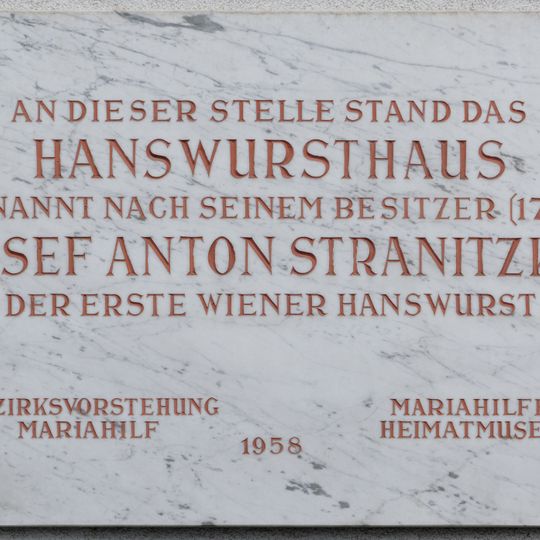 AN DIESER STELLE STAND DAS
HANSWURSTHAUS
NANNT NACH SEINEM BESITZER (17
SEF ANTON STRANITZK
DER ERSTE WIENER HANSWURST
ZIRKSVORSTEHUNG
MARIAHILF
1958
MARIAHILFE
HEIMATMUSE